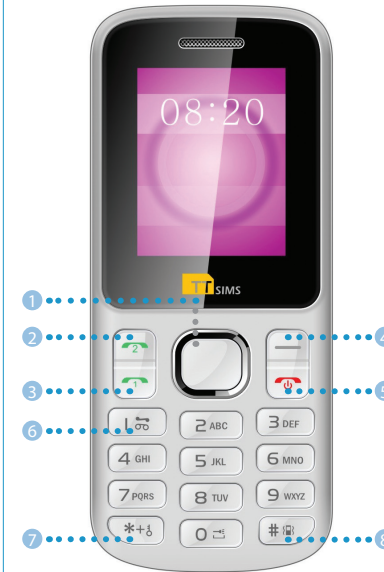 08:20
TT SIMS
1
2
2
4
3
1
5
6
1
2 ABC
3 DEF
4 GHI
5 JKL
6 MNO
7 PQRS
8 TUV
9 WXYZ
7
*+
0
#
8